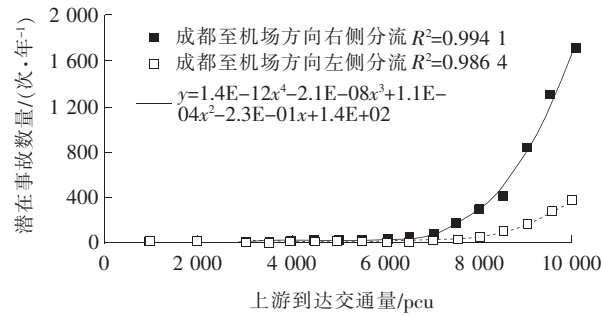 2 000
■ 成都至机场方向右侧分流 R²=0.994 1
1 600
□ 成都至机场方向左侧分流 R²=0.986 4
y=1.4E−12x⁴−2.1E−08x³+1.1E−
04x²−2.3E−01x+1.4E+02
1 200
800
400
0
潜在事故数量/(次·年⁻¹)
0 2 000 4 000 6 000 8 000 10 000
上游到达交通量/pcu